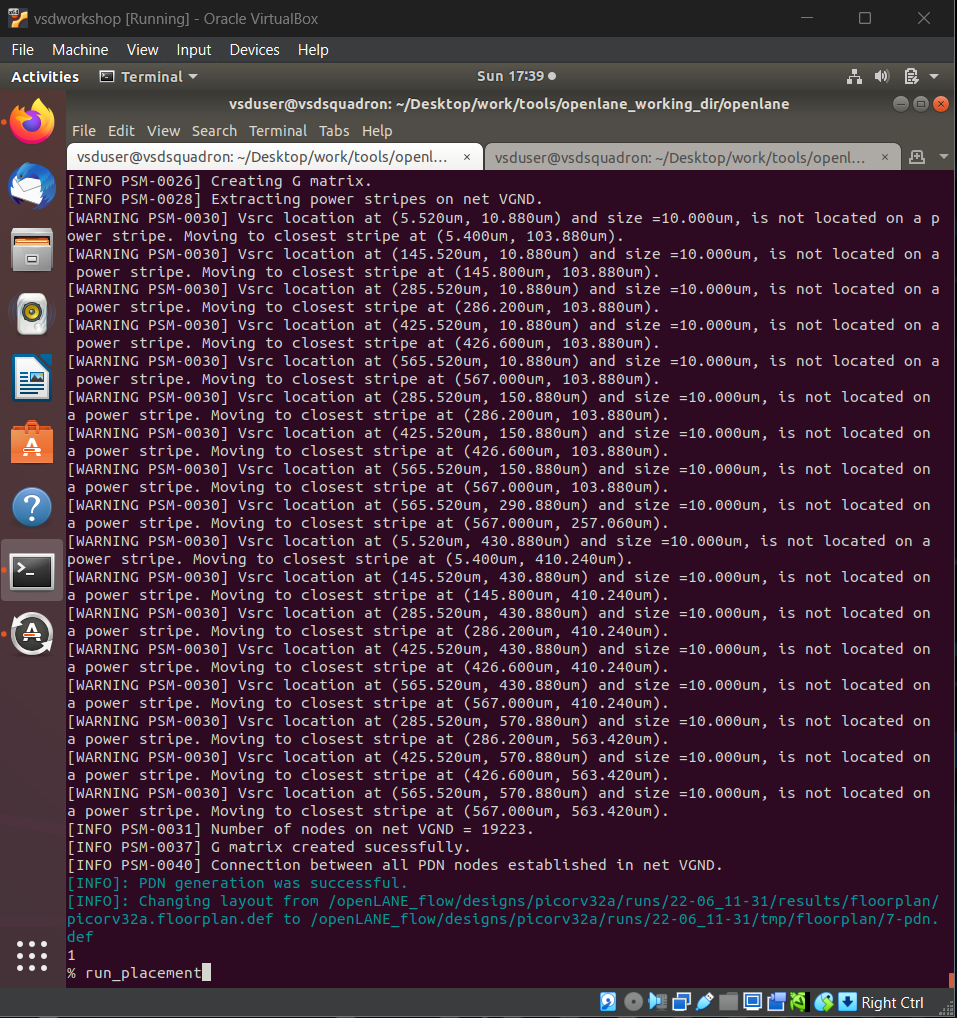 vsdworkshop [Running] - Oracle VirtualBox
File Machine View Input Devices Help
Activities Terminal Sun 17:39
vsduser@vsdsquadron: ~/Desktop/work/tools/openlane_working_dir/openlane
File Edit View Search Terminal Tabs Help
vsduser@vsdsquadron: ~/Desktop/work/tools/openl... × vsduser@vsdsquadron: ~/Desktop/work/tools/openl... ×
[INFO PSM-0026] Creating G matrix.
[INFO PSM-0028] Extracting power stripes on net VGND.
[WARNING PSM-0030] Vsrc location at (5.520um, 10.880um) and size =10.000um, is not located on a p
ower stripe. Moving to closest stripe at (5.400um, 103.880um).
[WARNING PSM-0030] Vsrc location at (145.520um, 10.880um) and size =10.000um, is not located on a
 power stripe. Moving to closest stripe at (145.800um, 103.880um).
[WARNING PSM-0030] Vsrc location at (285.520um, 10.880um) and size =10.000um, is not located on a
 power stripe. Moving to closest stripe at (286.200um, 103.880um).
[WARNING PSM-0030] Vsrc location at (425.520um, 10.880um) and size =10.000um, is not located on a
 power stripe. Moving to closest stripe at (426.600um, 103.880um).
[WARNING PSM-0030] Vsrc location at (565.520um, 10.880um) and size =10.000um, is not located on a
 power stripe. Moving to closest stripe at (567.000um, 103.880um).
[WARNING PSM-0030] Vsrc location at (285.520um, 150.880um) and size =10.000um, is not located on
a power stripe. Moving to closest stripe at (286.200um, 103.880um).
[WARNING PSM-0030] Vsrc location at (425.520um, 150.880um) and size =10.000um, is not located on
a power stripe. Moving to closest stripe at (426.600um, 103.880um).
[WARNING PSM-0030] Vsrc location at (565.520um, 150.880um) and size =10.000um, is not located on
a power stripe. Moving to closest stripe at (567.000um, 103.880um).
[WARNING PSM-0030] Vsrc location at (565.520um, 290.880um) and size =10.000um, is not located on
a power stripe. Moving to closest stripe at (567.000um, 257.060um).
[WARNING PSM-0030] Vsrc location at (5.520um, 430.880um) and size =10.000um, is not located on a
power stripe. Moving to closest stripe at (5.400um, 410.240um).
[WARNING PSM-0030] Vsrc location at (145.520um, 430.880um) and size =10.000um, is not located on
a power stripe. Moving to closest stripe at (145.800um, 410.240um).
[WARNING PSM-0030] Vsrc location at (285.520um, 430.880um) and size =10.000um, is not located on
a power stripe. Moving to closest stripe at (286.200um, 410.240um).
[WARNING PSM-0030] Vsrc location at (425.520um, 430.880um) and size =10.000um, is not located on
a power stripe. Moving to closest stripe at (426.600um, 410.240um).
[WARNING PSM-0030] Vsrc location at (565.520um, 430.880um) and size =10.000um, is not located on
a power stripe. Moving to closest stripe at (567.000um, 410.240um).
[WARNING PSM-0030] Vsrc location at (285.520um, 570.880um) and size =10.000um, is not located on
a power stripe. Moving to closest stripe at (286.200um, 563.420um).
[WARNING PSM-0030] Vsrc location at (425.520um, 570.880um) and size =10.000um, is not located on
a power stripe. Moving to closest stripe at (426.600um, 563.420um).
[WARNING PSM-0030] Vsrc location at (565.520um, 570.880um) and size =10.000um, is not located on
a power stripe. Moving to closest stripe at (567.000um, 563.420um).
[INFO PSM-0031] Number of nodes on net VGND = 19223.
[INFO PSM-0037] G matrix created sucessfully.
[INFO PSM-0040] Connection between all PDN nodes established in net VGND.
[INFO]: PDN generation was successful.
[INFO]: Changing layout from /openLANE_flow/designs/picorv32a/runs/22-06_11-31/results/floorplan/
picorv32a.floorplan.def to /openLANE_flow/designs/picorv32a/runs/22-06_11-31/tmp/floorplan/7-pdn.
def
1
% run_placement
Right Ctrl